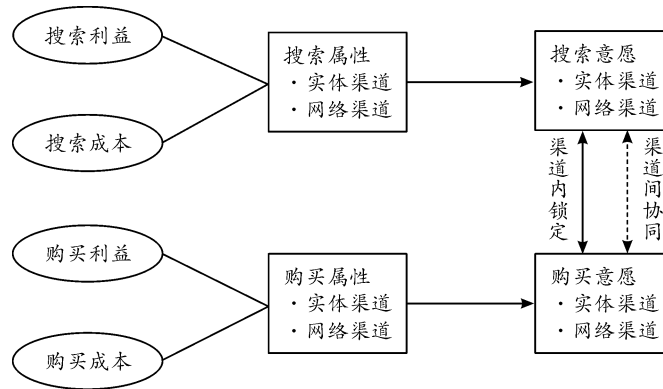 搜索利益
搜索成本
搜索属性
· 实体渠道
· 网络渠道
搜索意愿
· 实体渠道
· 网络渠道
渠道内锁定
渠道间协同
购买利益
购买成本
购买属性
· 实体渠道
· 网络渠道
购买意愿
· 实体渠道
· 网络渠道